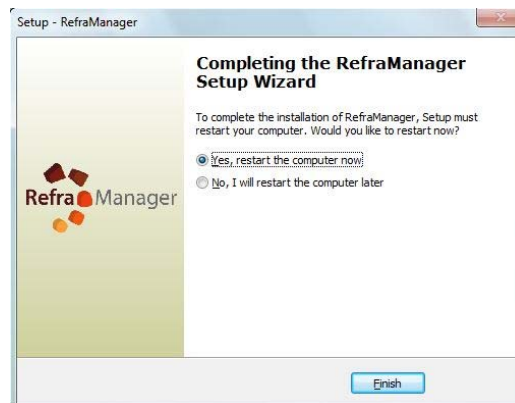 Setup - RefraManager
Completing the RefraManager
Setup Wizard
To complete the installation of RefraManager, Setup must
restart your computer. Would you like to restart now?
Yes, restart the computer now
No, I will restart the computer later
Refra Manager
Finish